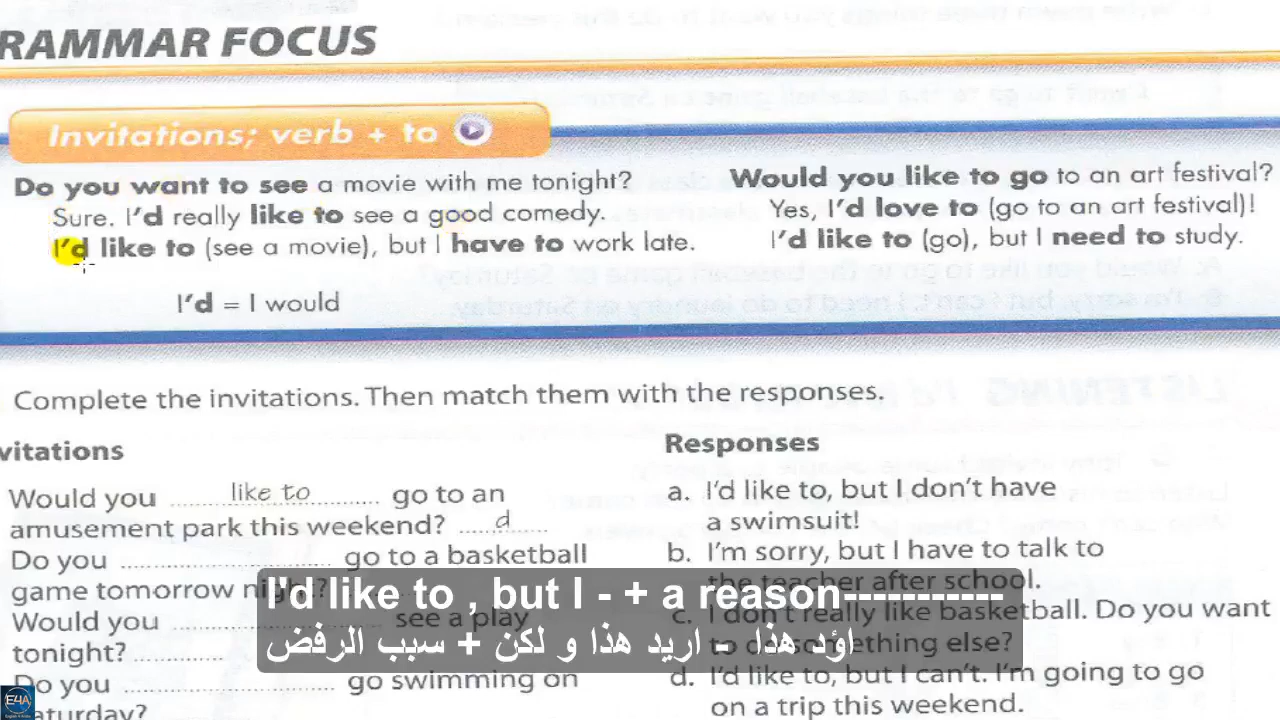 RAMMAR FOCUS
Invitations; verb + to
Do you want to see a movie with me tonight?
Sure. I'd really like to see a good comedy.
I'd like to (see a movie), but I have to work late.
I'd = I would
Would you like to go to an art festival?
Yes, I'd love to (go to an art festival)!
I'd like to (go), but I need to study.
Complete the invitations. Then match them with the responses.
vitations
Would you like to go to an
amusement park this weekend? d
Do you go to a basketball
game tomorrow night?
Would you see a play
tonight?
Do you go swimming on
aturday?
Responses
a. I'd like to, but I don't have
a swimsuit!
b. I'm sorry, but I have to talk to
the teacher after school.
c. I don't really like basketball. Do you want
to do something else?
d. I'd like to, but I can't. I'm going to go
on a trip this weekend.
I'd like to , but I - + a reason-----------
اؤد هذا - اريد هذا و لكن + سبب الرفض
E4A